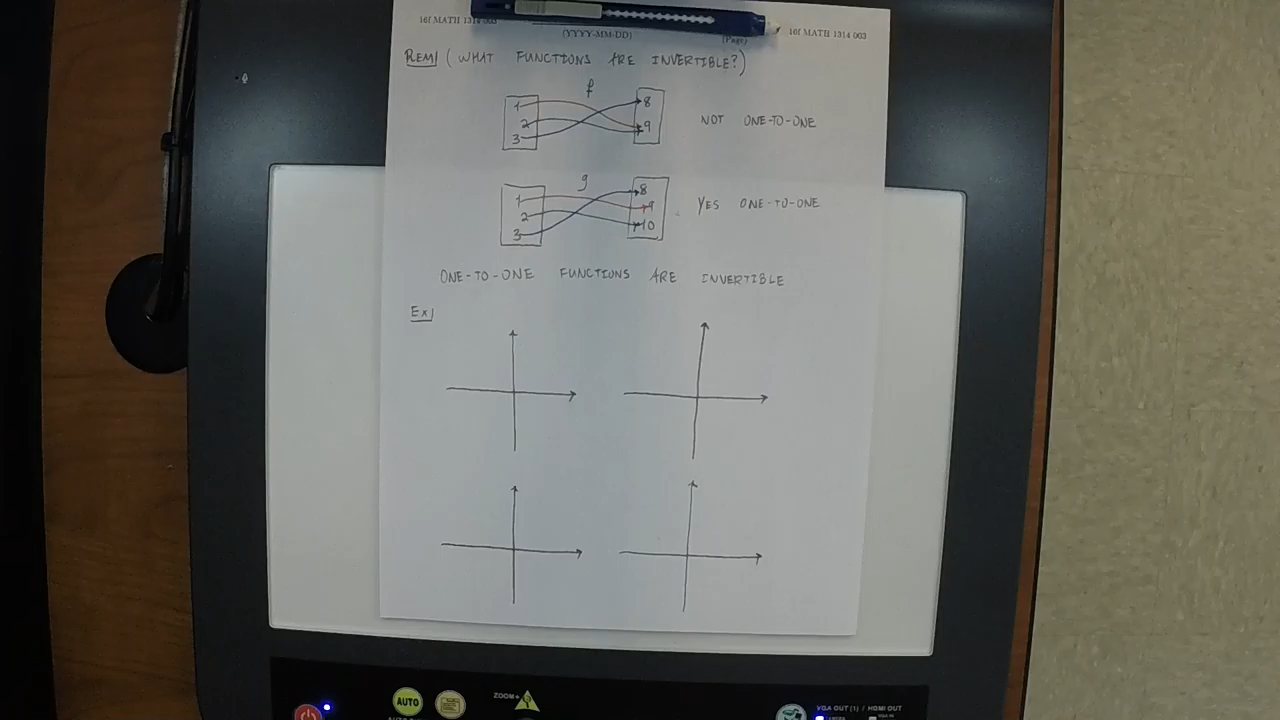 16f MATH 1314 003
(YYYY-MM-DD)
(Page)
16f MATH 1314 003
REM (WHAT FUNCTIONS ARE INVERTIBLE?)
f
1
2
3
8
9
NOT ONE-TO-ONE
g
1
2
3
8
9
10
YES ONE-TO-ONE
ONE-TO-ONE FUNCTIONS ARE INVERTIBLE
EX
AUTO
ZOOM+
VGA OUT (1) / HDMI OUT